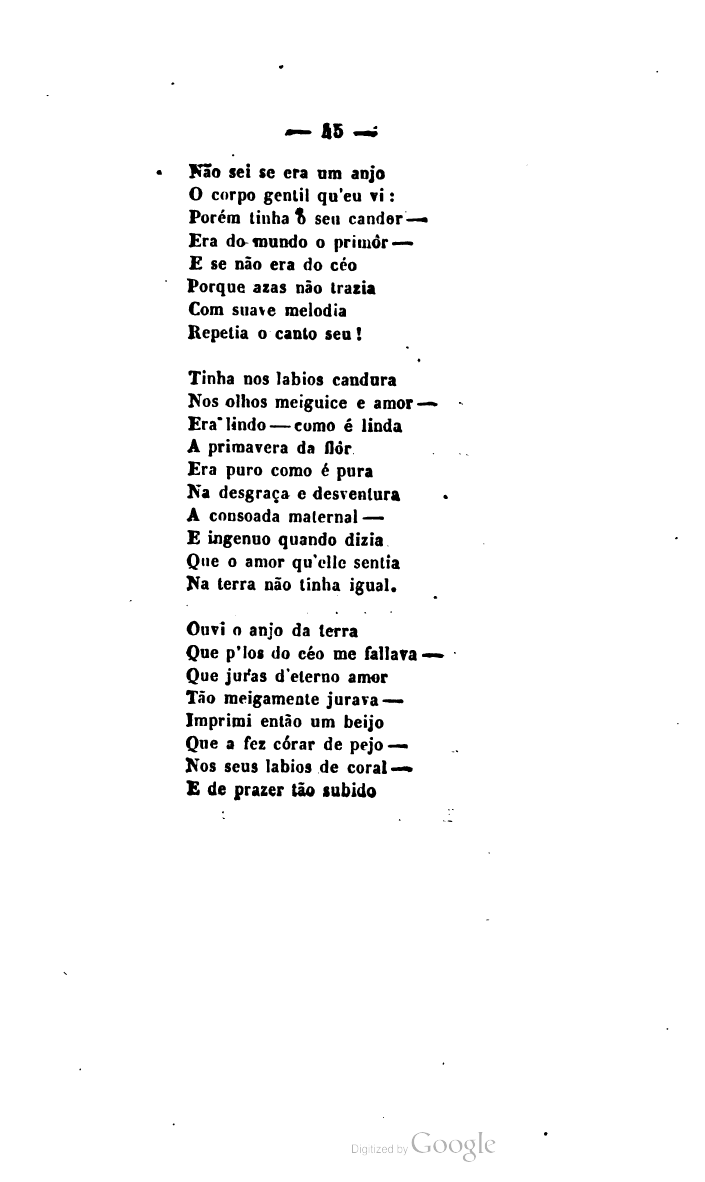 — 45 —
Não sei se era um anjo
O corpo gentil qu'eu vi :
Porém tinha o seu candor —
Era do mundo o primôr —
E se não era do céo
Porque azas não trazia
Com suave melodia
Repetia o canto seu !
Tinha nos labios candura
Nos olhos meiguice e amor —
Era lindo — como é linda
A primavera da flôr
Era puro como é pura
Na desgraça e desventura
A consoada maternal —
E ingenuo quando dizia
Que o amor qu'elle sentia
Na terra não tinha igual.
Ouvi o anjo da terra
Que p'los do céo me fallava —
Que juras d'eterno amor
Tão meigamente jurava —
Imprimi então um beijo
Que a fez córar de pejo —
Nos seus labios de coral —
E de prazer tão subido
Digitized by Google